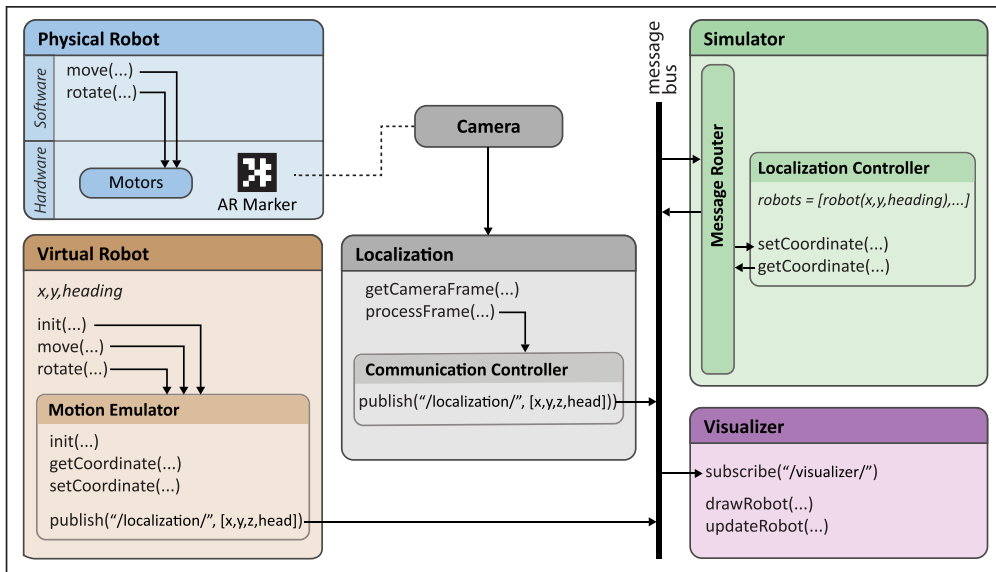 Physical Robot
Software
move(...)
rotate(...)
Hardware
Motors
AR Marker
Camera
Virtual Robot
x,y,heading
init(...)
move(...)
rotate(...)
Motion Emulator
init(...)
getCoordinate(...)
setCoordinate(...)
publish(“/localization/”, [x,y,z,head])
Localization
getCameraFrame(...)
processFrame(...)
Communication Controller
publish(“/localization/”, [x,y,z,head]))
message
bus
Simulator
Message Router
Localization Controller
robots = [robot(x,y,heading),...]
setCoordinate(...)
getCoordinate(...)
Visualizer
subscribe(“/visualizer/”)
drawRobot(...)
updateRobot(...)